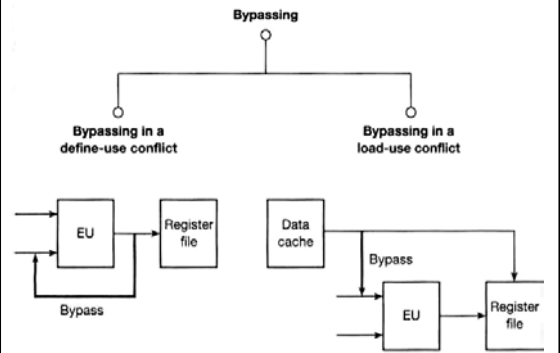 Bypassing
Bypassing in a
define-use conflict
Bypassing in a
load-use conflict
EU
Register
file
Bypass
Data
cache
Bypass
EU
Register
file